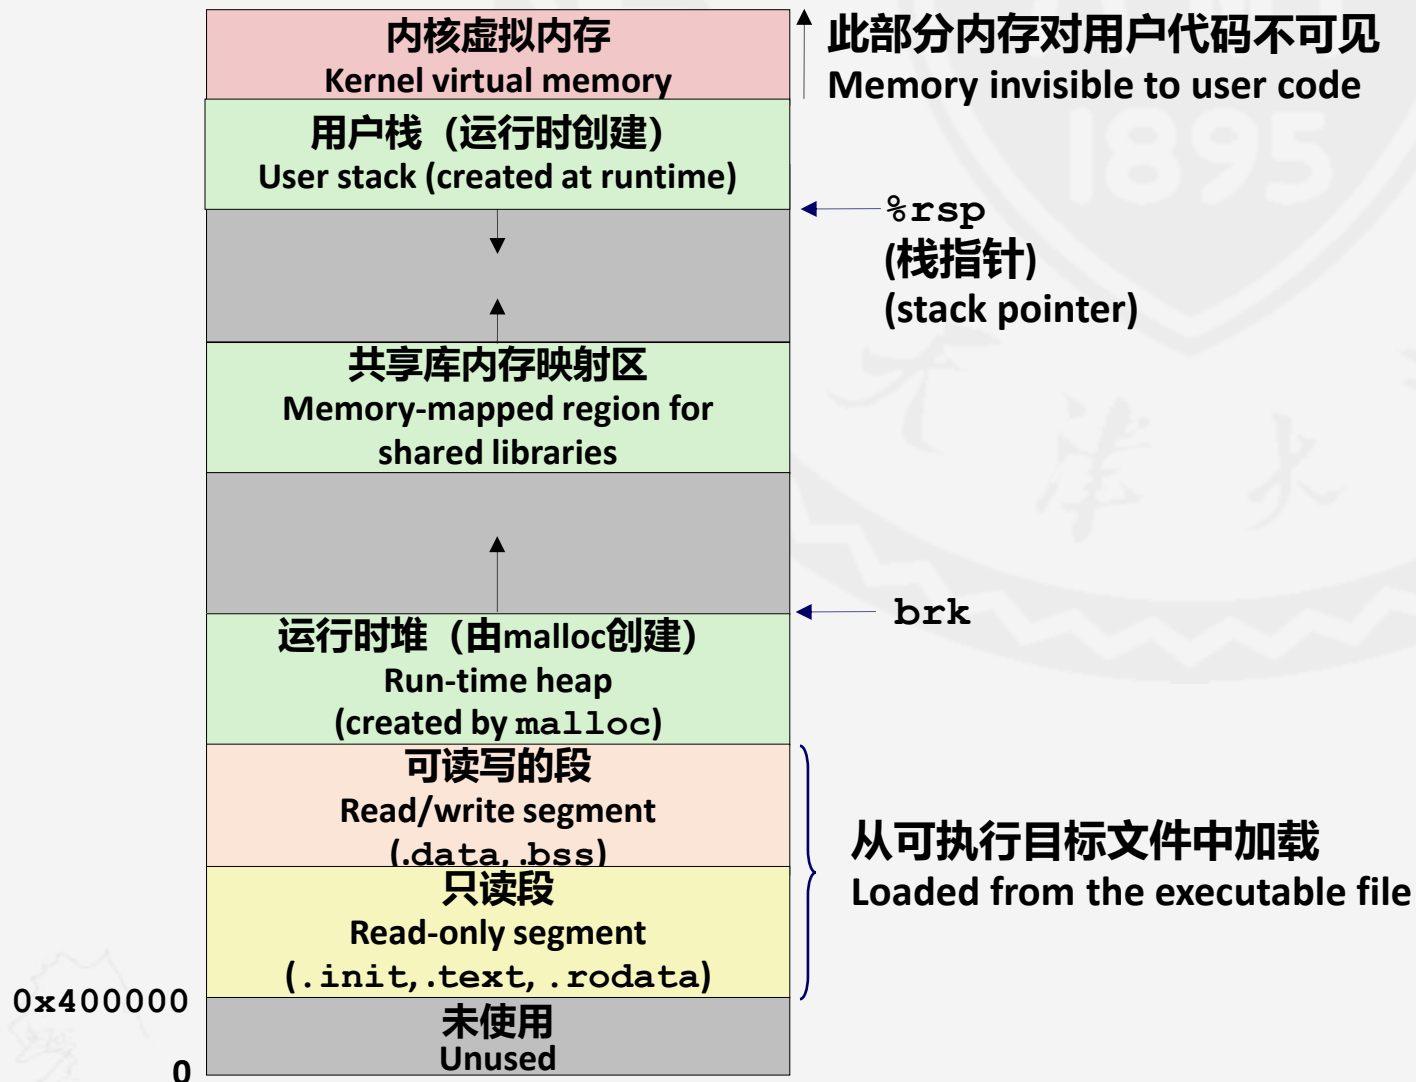 内核虚拟内存
Kernel virtual memory
此部分内存对用户代码不可见
Memory invisible to user code
用户栈（运行时创建）
User stack (created at runtime)
1895
%rsp
(栈指针)
(stack pointer)
共享库内存映射区
Memory-mapped region for
shared libraries
天津大
brk
运行时堆（由malloc创建）
Run-time heap
(created by malloc)
可读写的段
Read/write segment
(.data, .bss)
从可执行目标文件中加载
Loaded from the executable file
只读段
Read-only segment
(.init, .text, .rodata)
0x400000
未使用
Unused
0